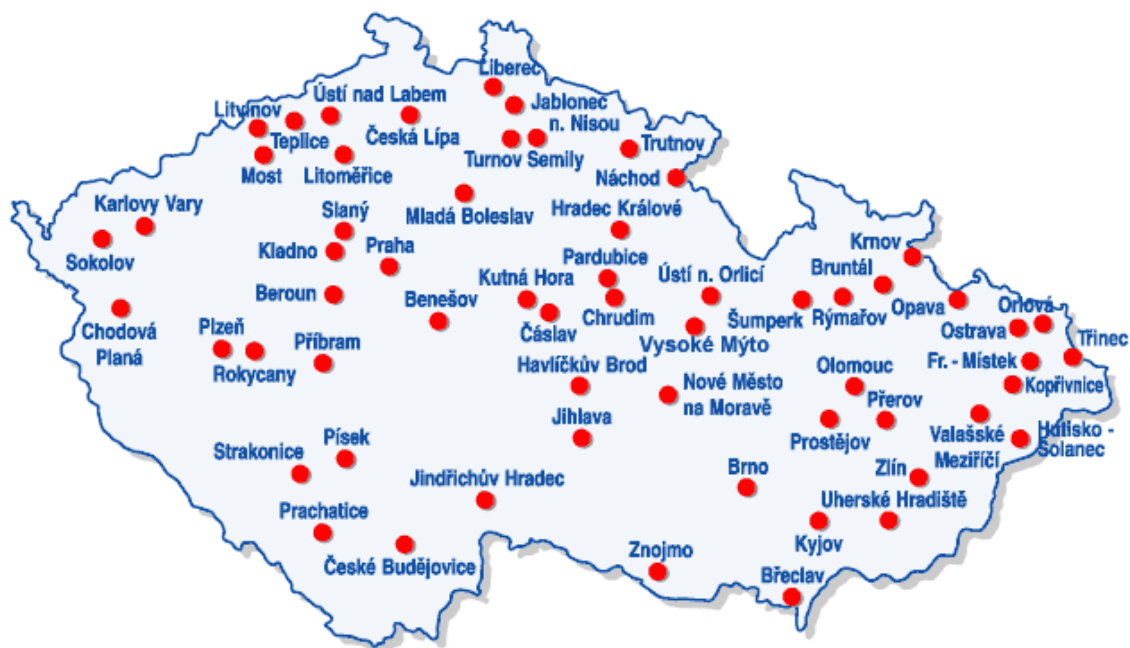 Liberec
Litvínov
Ústí nad Labem
Jablonec
n. Nisou
Teplice
Česká Lípa
Turnov
Semily
Trutnov
Most
Litoměřice
Náchod
Karlovy Vary
Slaný
Mladá Boleslav
Hradec Králové
Sokolov
Kladno
Praha
Pardubice
Krnov
Kutná Hora
Ústí n. Orlicí
Bruntál
Beroun
Benešov
Chrudim
Šumperk
Rýmařov
Opava
Orlová
Chodová
Planá
Plzeň
Čáslav
Vysoké Mýto
Ostrava
Třinec
Příbram
Rokycany
Havlíčkův Brod
Olomouc
Fr. - Místek
Nové Město
na Moravě
Kopřivnice
Přerov
Jihlava
Prostějov
Valašské
Meziříčí
Hutisko -
Solanec
Strakonice
Písek
Jindřichův Hradec
Brno
Zlín
Prachatice
Uherské Hradiště
České Budějovice
Kyjov
Znojmo
Břeclav